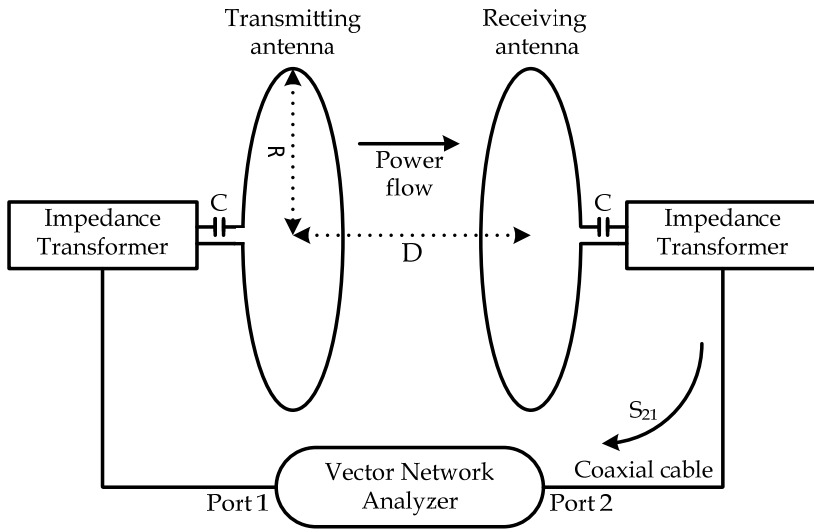 Transmitting
antenna
Receiving
antenna
R
Power
flow
D
C
Impedance
Transformer
C
Impedance
Transformer
S21
Coaxial cable
Vector Network
Analyzer
Port 1
Port 2